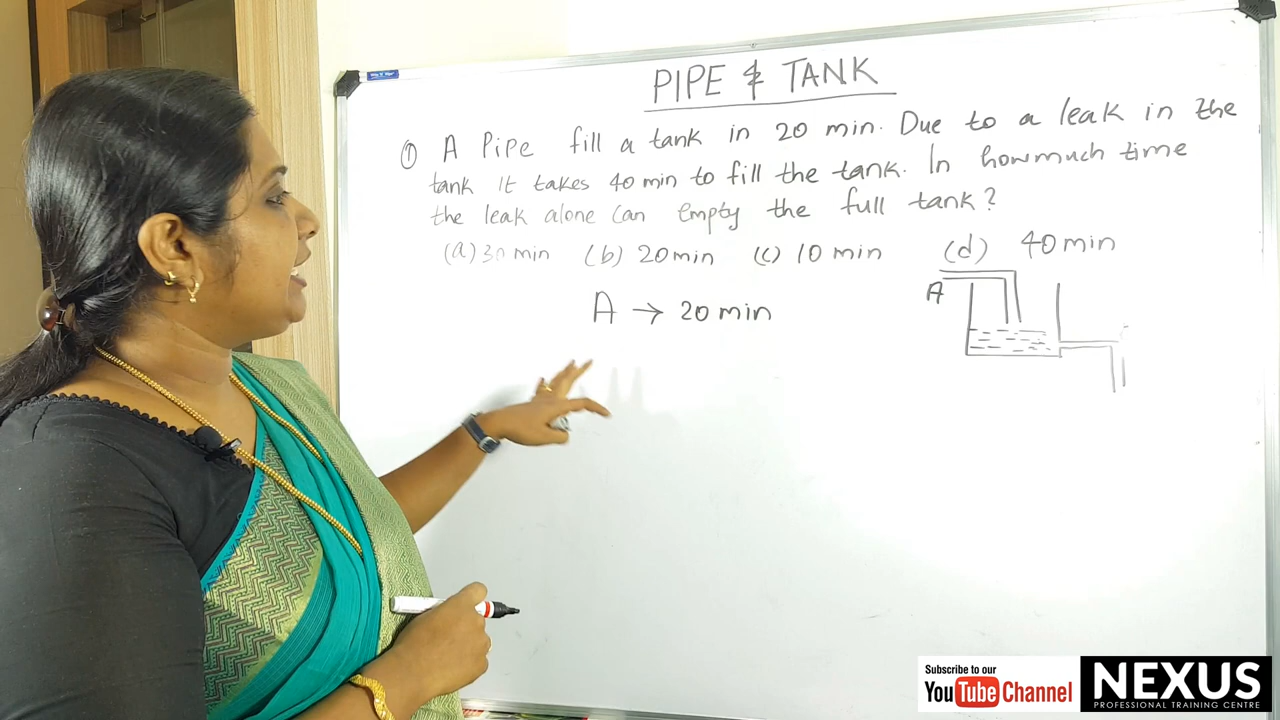 PIPE & TANK
① A Pipe fill a tank in 20 min. Due to a leak in the
tank It takes 40 min to fill the tank. In howmuch time
the leak alone Can empty the full tank?
(a) 30 min (b) 20 min (c) 10 min (d) 40 min
A → 20 min
A
Subscribe to our
YouTube Channel
NEXUS
PROFESSIONAL TRAINING CENTRE